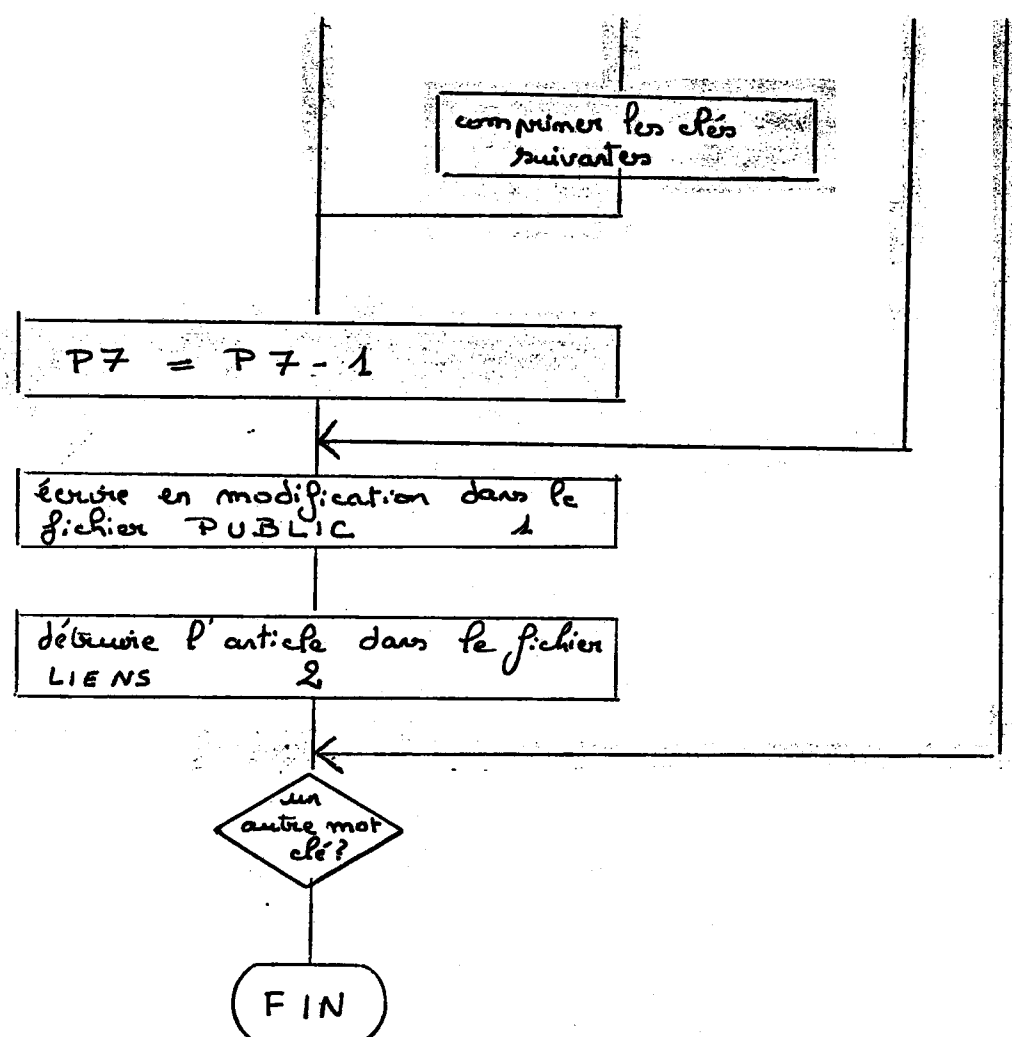 comprimer les clés
suivantes
P7 = P7 - 1
écrire en modification dans le
fichier PUBLIC 1
détruire l'article dans le fichier
LIENS 2
un
autre mot
clé?
FIN